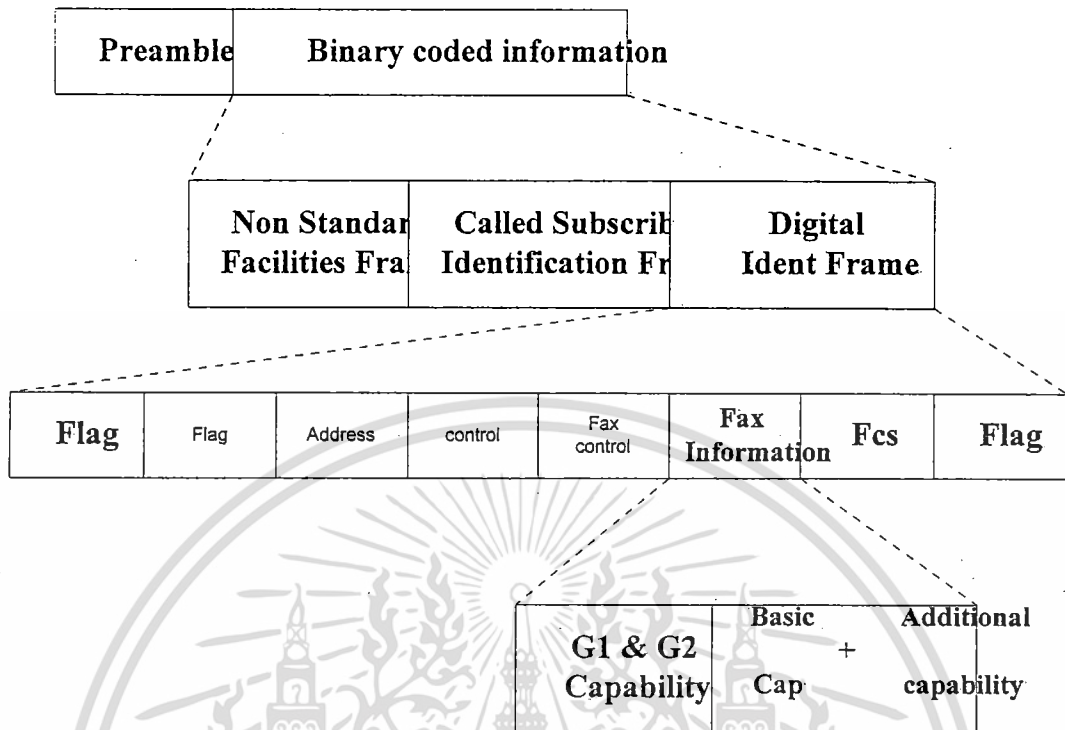 Preamble
Binary coded information
Non Standar
Facilities Fra
Called Subscrib
Identification Fr
Digital
Ident Frame
Flag
Flag
Address
control
Fax
control
Fax
Information
Fcs
Flag
G1 & G2
Capability
Basic
+
Cap
Additional
capability